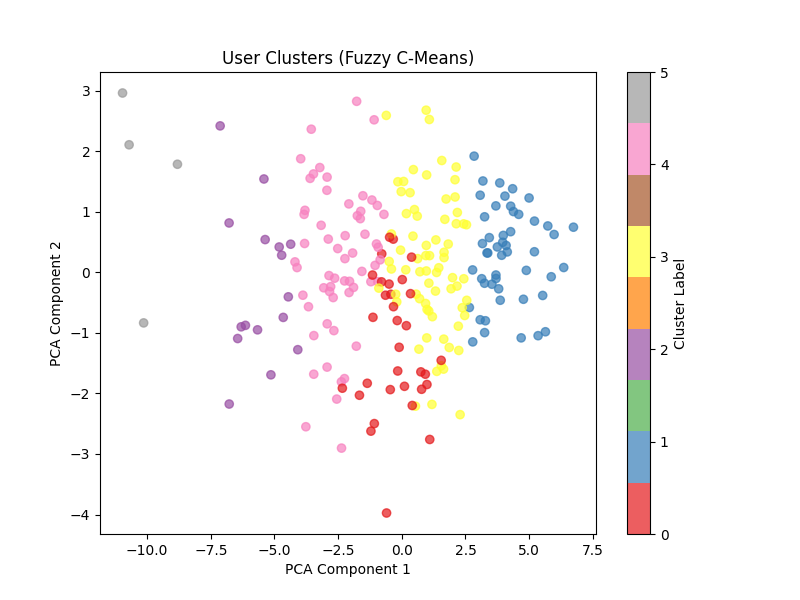 User Clusters (Fuzzy C-Means)
3
2
1
0
−1
−2
−3
−4
PCA Component 2
−10.0 −7.5 −5.0 −2.5 0.0 2.5 5.0 7.5
PCA Component 1
5
4
3
2
1
0
Cluster Label